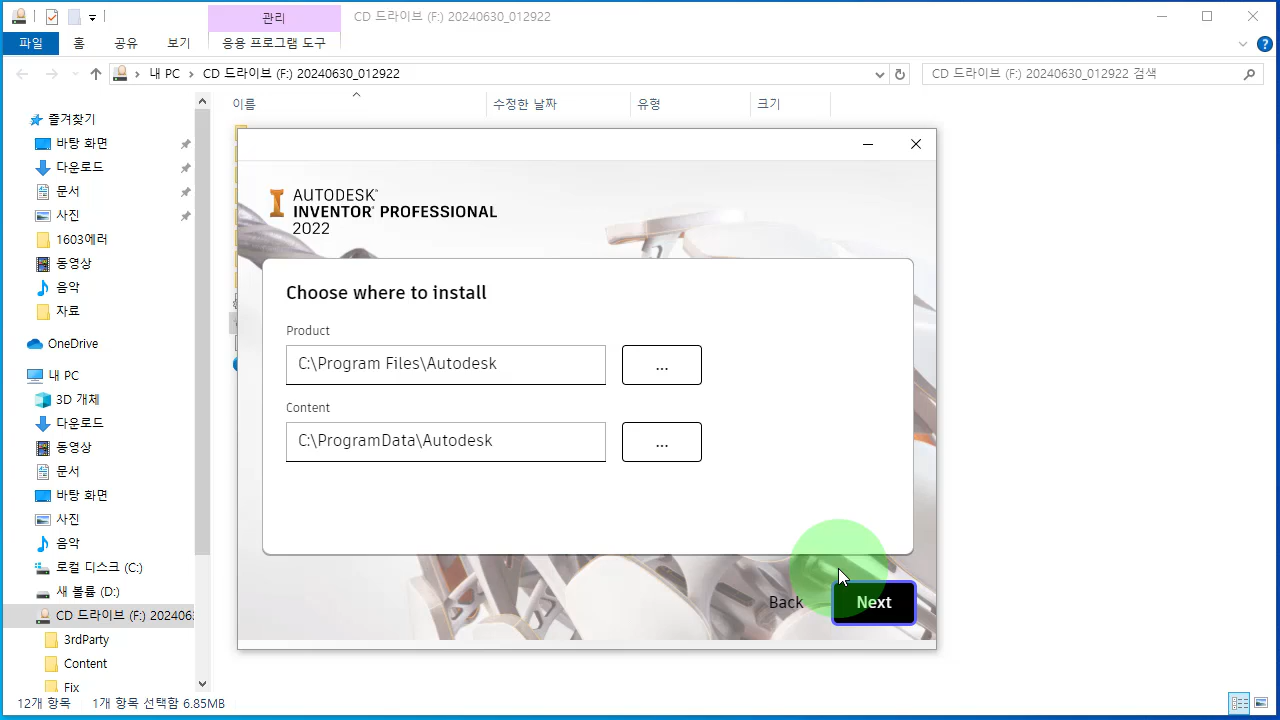 관리
CD 드라이브 (F:) 20240630_012922
파일
홈
공유
보기
응용 프로그램 도구
내 PC
CD 드라이브 (F:) 20240630_012922
CD 드라이브 (F:) 20240630_012922 검색
이름
수정한 날짜
유형
크기
즐겨찾기
바탕 화면
다운로드
문서
사진
1603에러
동영상
음악
자료
OneDrive
내 PC
3D 개체
다운로드
동영상
문서
바탕 화면
사진
음악
로컬 디스크 (C:)
새 볼륨 (D:)
CD 드라이브 (F:) 202406
3rdParty
Content
Fix
AUTODESK®
INVENTOR® PROFESSIONAL
2022
Choose where to install
Product
C:\Program Files\Autodesk
...
Content
C:\ProgramData\Autodesk
...
Back
Next
12개 항목
1개 항목 선택함 6.85MB